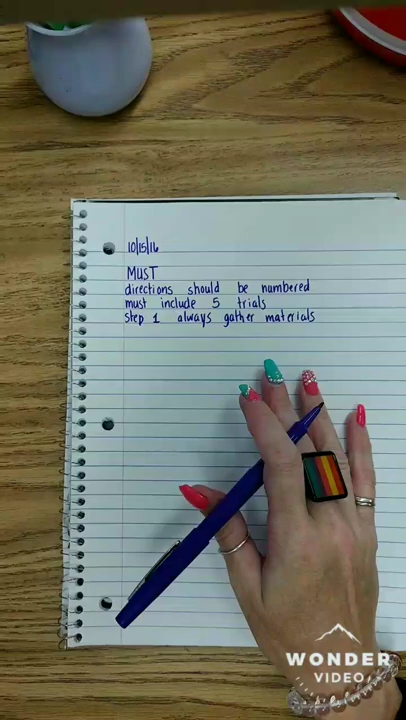 10/15/16
MUST
directions should be numbered
must include 5 trials
step 1 always gather materials
WONDER
VIDEO